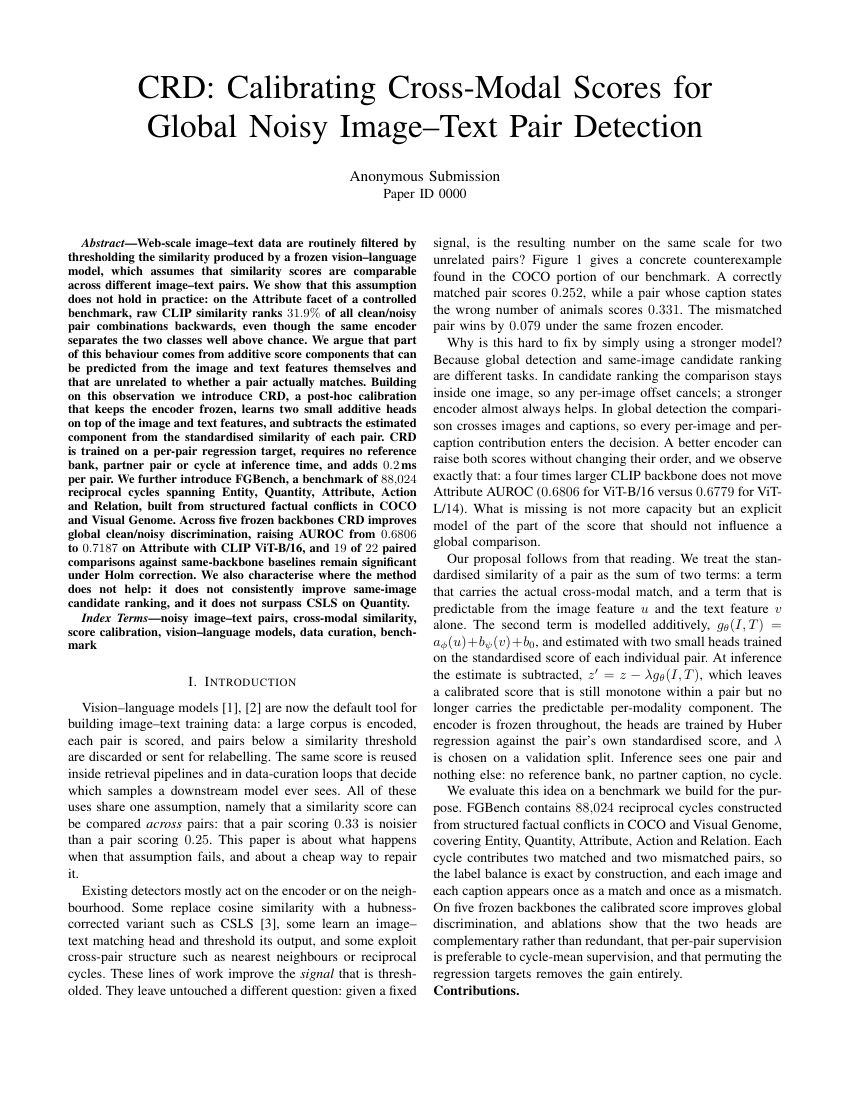 CRD: Calibrating Cross-Modal Scores for
Global Noisy Image–Text Pair Detection
Anonymous Submission
Paper ID 0000
Abstract—Web-scale image–text data are routinely filtered by
thresholding the similarity produced by a frozen vision–language
model, which assumes that similarity scores are comparable
across different image–text pairs. We show that this assumption
does not hold in practice: on the Attribute facet of a controlled
benchmark, raw CLIP similarity ranks 31.9% of all clean/noisy
pair combinations backwards, even though the same encoder
separates the two classes well above chance. We argue that part
of this behaviour comes from additive score components that can
be predicted from the image and text features themselves and
that are unrelated to whether a pair actually matches. Building
on this observation we introduce CRD, a post-hoc calibration
that keeps the encoder frozen, learns two small additive heads
on top of the image and text features, and subtracts the estimated
component from the standardised similarity of each pair. CRD
is trained on a per-pair regression target, requires no reference
bank, partner pair or cycle at inference time, and adds 0.2 ms
per pair. We further introduce FGBench, a benchmark of 88,024
reciprocal cycles spanning Entity, Quantity, Attribute, Action
and Relation, built from structured factual conflicts in COCO
and Visual Genome. Across five frozen backbones CRD improves
global clean/noisy discrimination, raising AUROC from 0.6806
to 0.7187 on Attribute with CLIP ViT-B/16, and 19 of 22 paired
comparisons against same-backbone baselines remain significant
under Holm correction. We also characterise where the method
does not help: it does not consistently improve same-image
candidate ranking, and it does not surpass CSLS on Quantity.
Index Terms—noisy image–text pairs, cross-modal similarity,
score calibration, vision–language models, data curation, bench-
mark
I. INTRODUCTION
Vision–language models [1], [2] are now the default tool for
building image–text training data: a large corpus is encoded,
each pair is scored, and pairs below a similarity threshold
are discarded or sent for relabelling. The same score is reused
inside retrieval pipelines and in data-curation loops that decide
which samples a downstream model ever sees. All of these
uses share one assumption, namely that a similarity score can
be compared across pairs: that a pair scoring 0.33 is noisier
than a pair scoring 0.25. This paper is about what happens
when that assumption fails, and about a cheap way to repair
it.
Existing detectors mostly act on the encoder or on the neigh-
bourhood. Some replace cosine similarity with a hubness-
corrected variant such as CSLS [3], some learn an image–
text matching head and threshold its output, and some exploit
cross-pair structure such as nearest neighbours or reciprocal
cycles. These lines of work improve the signal that is thresh-
olded. They leave untouched a different question: given a fixed
signal, is the resulting number on the same scale for two
unrelated pairs? Figure 1 gives a concrete counterexample
found in the COCO portion of our benchmark. A correctly
matched pair scores 0.252, while a pair whose caption states
the wrong number of animals scores 0.331. The mismatched
pair wins by 0.079 under the same frozen encoder.
Why is this hard to fix by simply using a stronger model?
Because global detection and same-image candidate ranking
are different tasks. In candidate ranking the comparison stays
inside one image, so any per-image offset cancels; a stronger
encoder almost always helps. In global detection the compari-
son crosses images and captions, so every per-image and per-
caption contribution enters the decision. A better encoder can
raise both scores without changing their order, and we observe
exactly that: a four times larger CLIP backbone does not move
Attribute AUROC (0.6806 for ViT-B/16 versus 0.6779 for ViT-
L/14). What is missing is not more capacity but an explicit
model of the part of the score that should not influence a
global comparison.
Our proposal follows from that reading. We treat the stan-
dardised similarity of a pair as the sum of two terms: a term
that carries the actual cross-modal match, and a term that is
predictable from the image feature u and the text feature v
alone. The second term is modelled additively, gθ(I, T) =
aϕ(u)+bψ(v)+b0, and estimated with two small heads trained
on the standardised score of each individual pair. At inference
the estimate is subtracted, z′ = z − λgθ(I, T), which leaves
a calibrated score that is still monotone within a pair but no
longer carries the predictable per-modality component. The
encoder is frozen throughout, the heads are trained by Huber
regression against the pair's own standardised score, and λ
is chosen on a validation split. Inference sees one pair and
nothing else: no reference bank, no partner caption, no cycle.
We evaluate this idea on a benchmark we build for the pur-
pose. FGBench contains 88,024 reciprocal cycles constructed
from structured factual conflicts in COCO and Visual Genome,
covering Entity, Quantity, Attribute, Action and Relation. Each
cycle contributes two matched and two mismatched pairs, so
the label balance is exact by construction, and each image and
each caption appears once as a match and once as a mismatch.
On five frozen backbones the calibrated score improves global
discrimination, and ablations show that the two heads are
complementary rather than redundant, that per-pair supervision
is preferable to cycle-mean supervision, and that permuting the
regression targets removes the gain entirely.
Contributions.